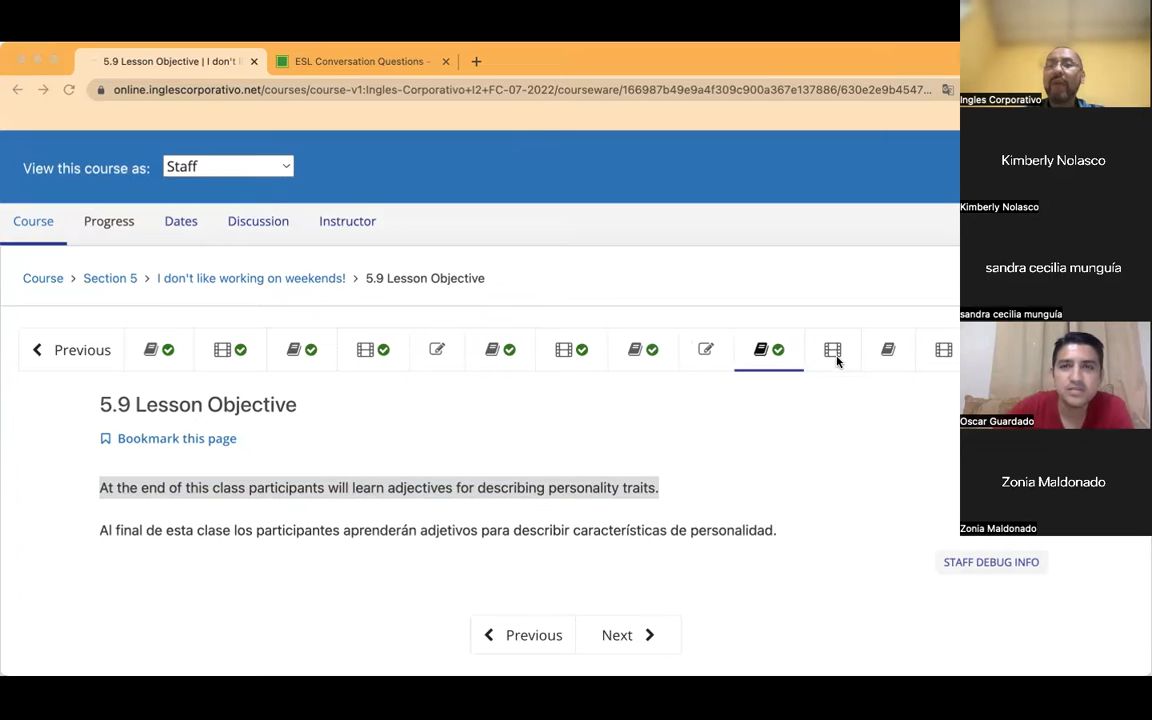 5.9 Lesson Objective | I don't l
ESL Conversation Questions -
online.inglescorporativo.net/courses/course-v1:Ingles-Corporativo+I2+FC-07-2022/courseware/166987b49e9a4f309c900a367e137886/630e2e9b4547...
View this course as:
Staff
Course
Progress
Dates
Discussion
Instructor
Course > Section 5 > I don't like working on weekends! > 5.9 Lesson Objective
Previous
5.9 Lesson Objective
Bookmark this page
At the end of this class participants will learn adjectives for describing personality traits.
Al final de esta clase los participantes aprenderán adjetivos para describir características de personalidad.
STAFF DEBUG INFO
Previous
Next
Ingles Corporativo
Kimberly Nolasco
Kimberly Nolasco
sandra cecilia munguía
sandra cecilia munguía
Oscar Guardado
Zonia Maldonado
Zonia Maldonado